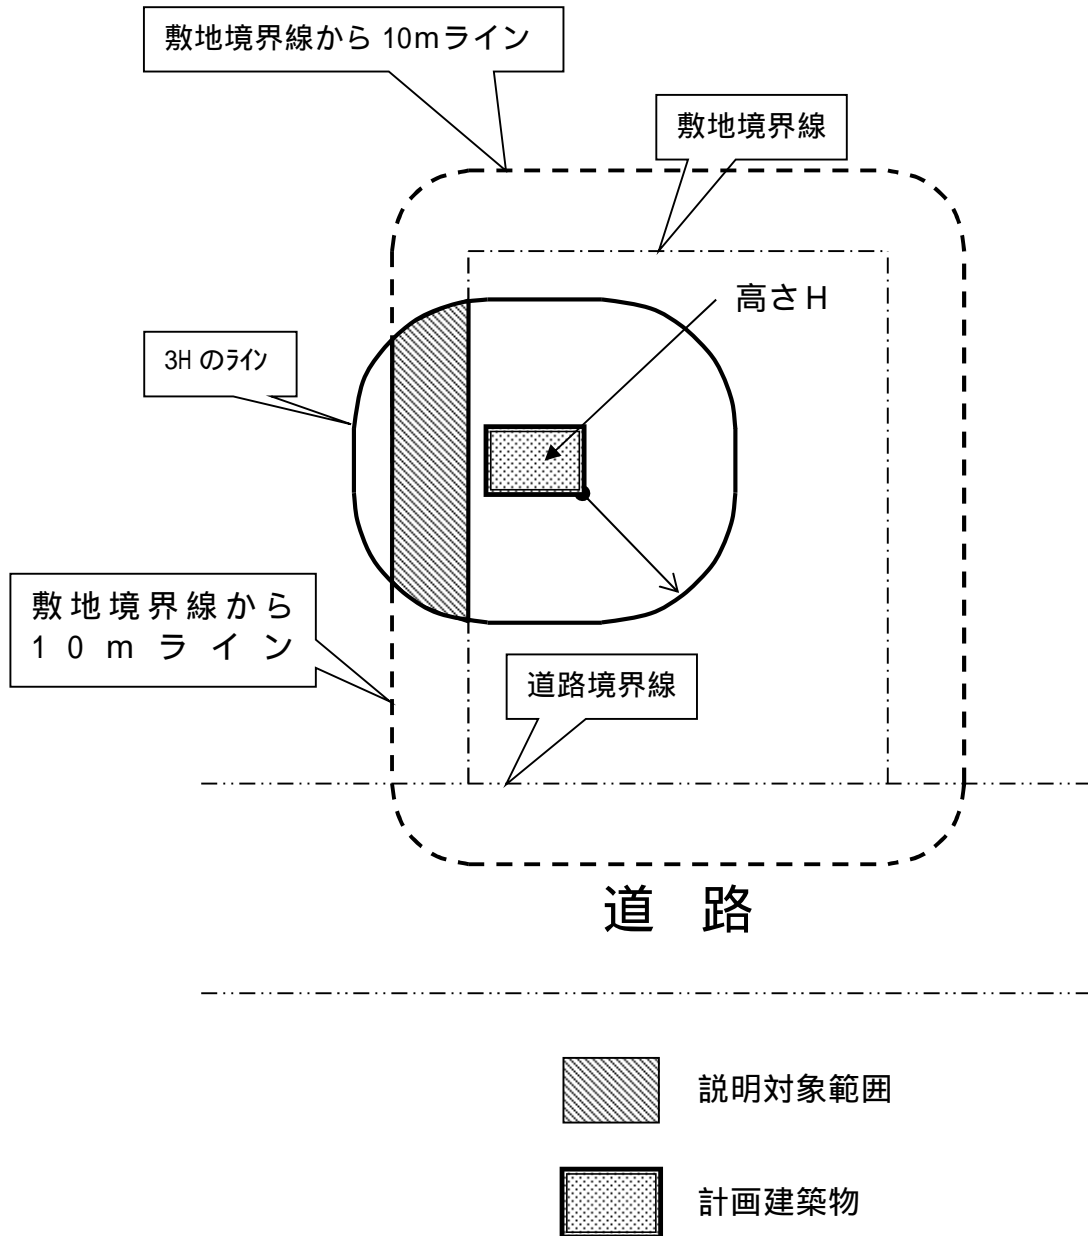 敷地境界線から 10mライン
敷地境界線
高さH
3H のﾗｲﾝ
敷地境界線から
10mライン
道路境界線
道 路
説明対象範囲
計画建築物